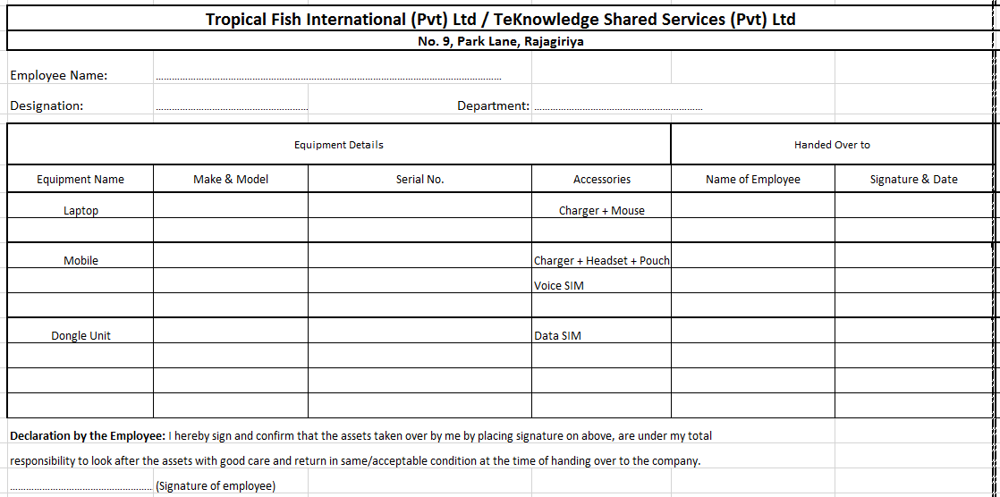 Tropical Fish International (Pvt) Ltd / TeKnowledge Shared Services (Pvt) Ltd
No. 9, Park Lane, Rajagiriya
Employee Name: ........................................................................................................................
Designation: ..................................................... Department: ..........................................................
Equipment Details Handed Over to
Equipment Name Make & Model Serial No. Accessories Name of Employee Signature & Date
Laptop Charger + Mouse
Mobile Charger + Headset + Pouch
Voice SIM
Dongle Unit Data SIM
Declaration by the Employee: I hereby sign and confirm that the assets taken over by me by placing signature on above, are under my total
responsibility to look after the assets with good care and return in same/acceptable condition at the time of handing over to the company.
.................................................. (Signature of employee)